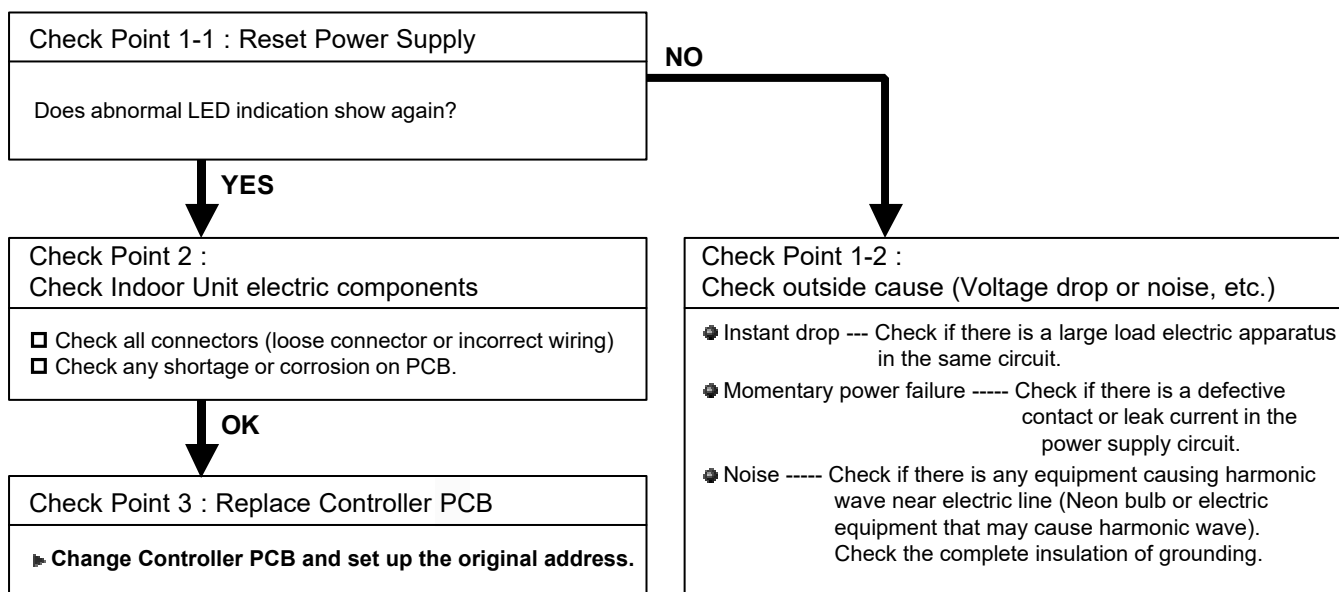 Check Point 1-1 : Reset Power Supply
Does abnormal LED indication show again?
NO
YES
Check Point 2 :
Check Indoor Unit electric components
Check all connectors (loose connector or incorrect wiring)
Check any shortage or corrosion on PCB.
OK
Check Point 3 : Replace Controller PCB
Change Controller PCB and set up the original address.
Check Point 1-2 :
Check outside cause (Voltage drop or noise, etc.)
Instant drop --- Check if there is a large load electric apparatus
in the same circuit.
Momentary power failure ----- Check if there is a defective
contact or leak current in the
power supply circuit.
Noise ----- Check if there is any equipment causing harmonic
wave near electric line (Neon bulb or electric
equipment that may cause harmonic wave).
Check the complete insulation of grounding.